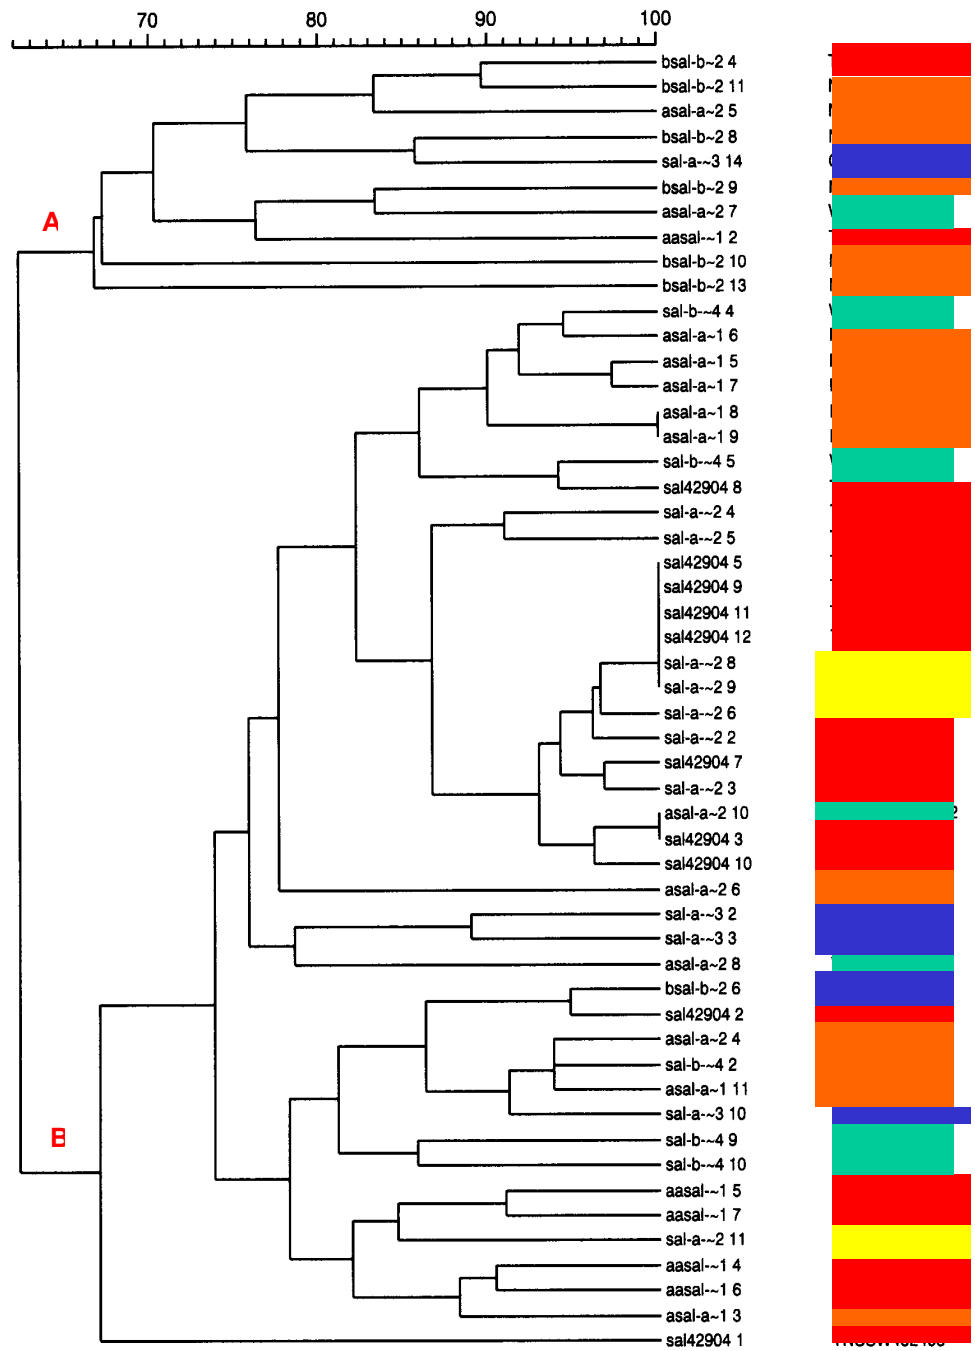 70 80 90 100
bsal-b~2 4
bsal-b~2 11
asal-a~2 5
bsal-b~2 8
sal-a-~3 14
bsal-b~2 9
A
asal-a~2 7
aasal-~1 2
bsal-b~2 10
bsal-b~2 13
sal-b-~4 4
asal-a~1 6
asal-a~1 5
asal-a~1 7
asal-a~1 8
asal-a~1 9
sal-b-~4 5
sal42904 8
sal-a-~2 4
sal-a-~2 5
sal42904 5
sal42904 9
sal42904 11
sal42904 12
sal-a-~2 8
sal-a-~2 9
sal-a-~2 6
sal-a-~2 2
sal42904 7
sal-a-~2 3
asal-a~2 10
sal42904 3
sal42904 10
asal-a~2 6
sal-a-~3 2
sal-a-~3 3
asal-a~2 8
bsal-b~2 6
sal42904 2
asal-a~2 4
sal-b-~4 2
asal-a~1 11
sal-a-~3 10
B
sal-b-~4 9
sal-b-~4 10
aasal-~1 5
aasal-~1 7
sal-a-~2 11
aasal-~1 4
aasal-~1 6
asal-a~1 3
sal42904 1